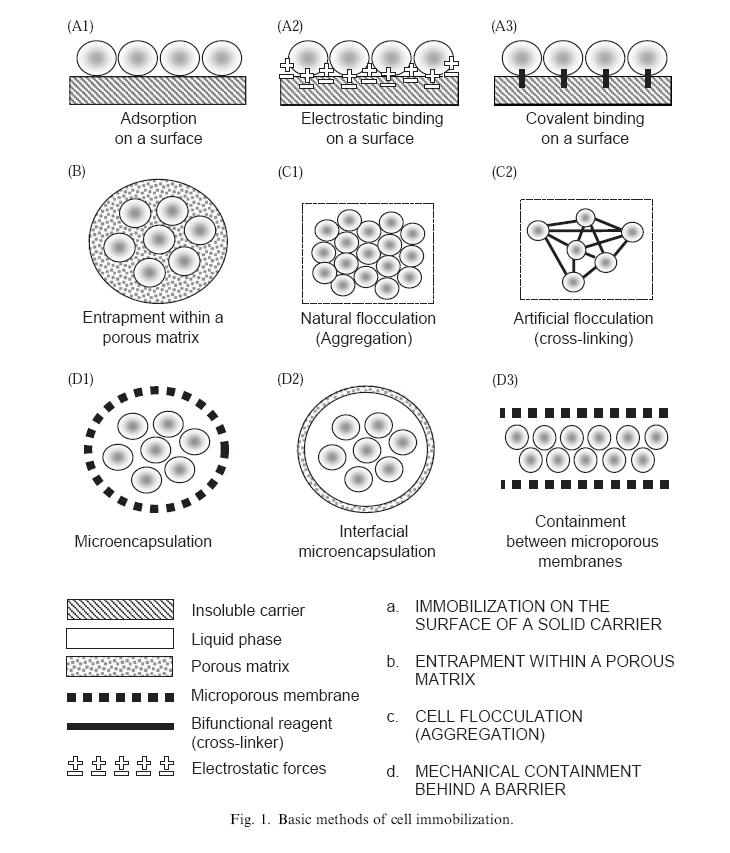 (A1)
(A2)
(A3)
Adsorption
on a surface
Electrostatic binding
on a surface
Covalent binding
on a surface
(B)
(C1)
(C2)
Entrapment within a
porous matrix
Natural flocculation
(Aggregation)
Artificial flocculation
(cross-linking)
(D1)
(D2)
(D3)
Microencapsulation
Interfacial
microencapsulation
Containment
between microporous
membranes
Insoluble carrier
Liquid phase
Porous matrix
Microporous membrane
Bifunctional reagent
(cross-linker)
Electrostatic forces
a. IMMOBILIZATION ON THE
SURFACE OF A SOLID CARRIER
b. ENTRAPMENT WITHIN A POROUS
MATRIX
c. CELL FLOCCULATION
(AGGREGATION)
d. MECHANICAL CONTAINMENT
BEHIND A BARRIER
Fig. 1. Basic methods of cell immobilization.